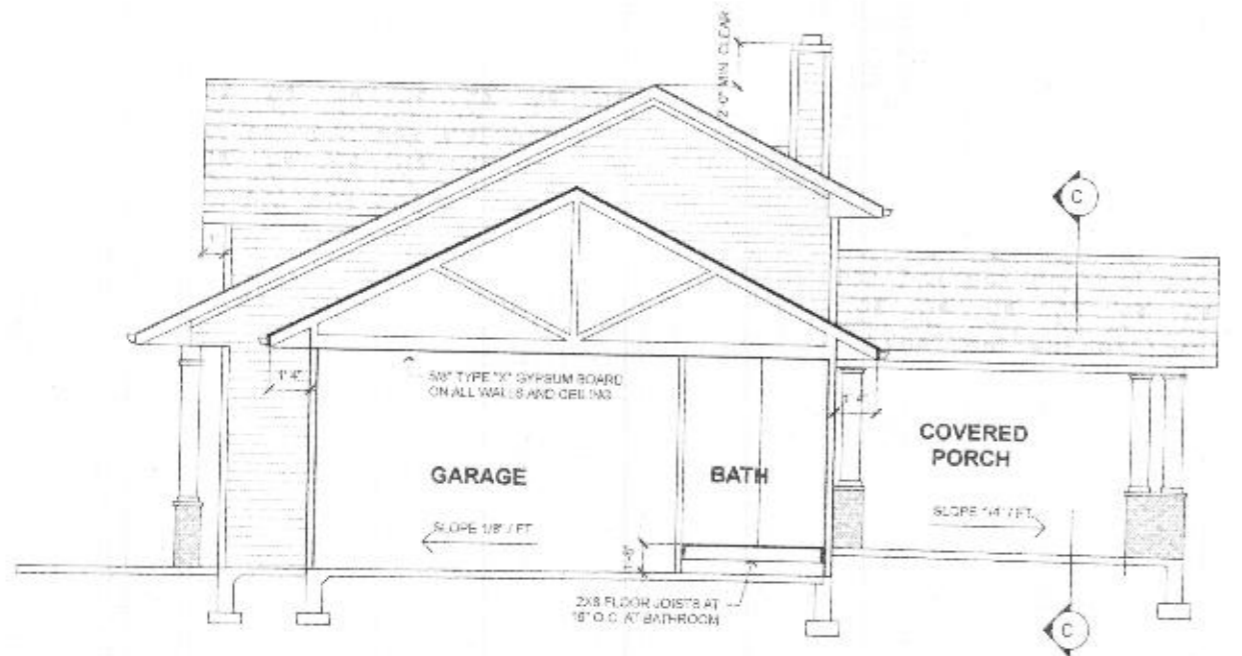 2'-0" MIN. CLEAR
C
1'-4"
5/8" TYPE "X" GYPSUM BOARD
ON ALL WALLS AND CEILING
GARAGE
BATH
COVERED
PORCH
SLOPE 1/8" / FT.
SLOPE 1/4" / FT.
2X8 FLOOR JOISTS AT
16" O.C. AT BATHROOM
C